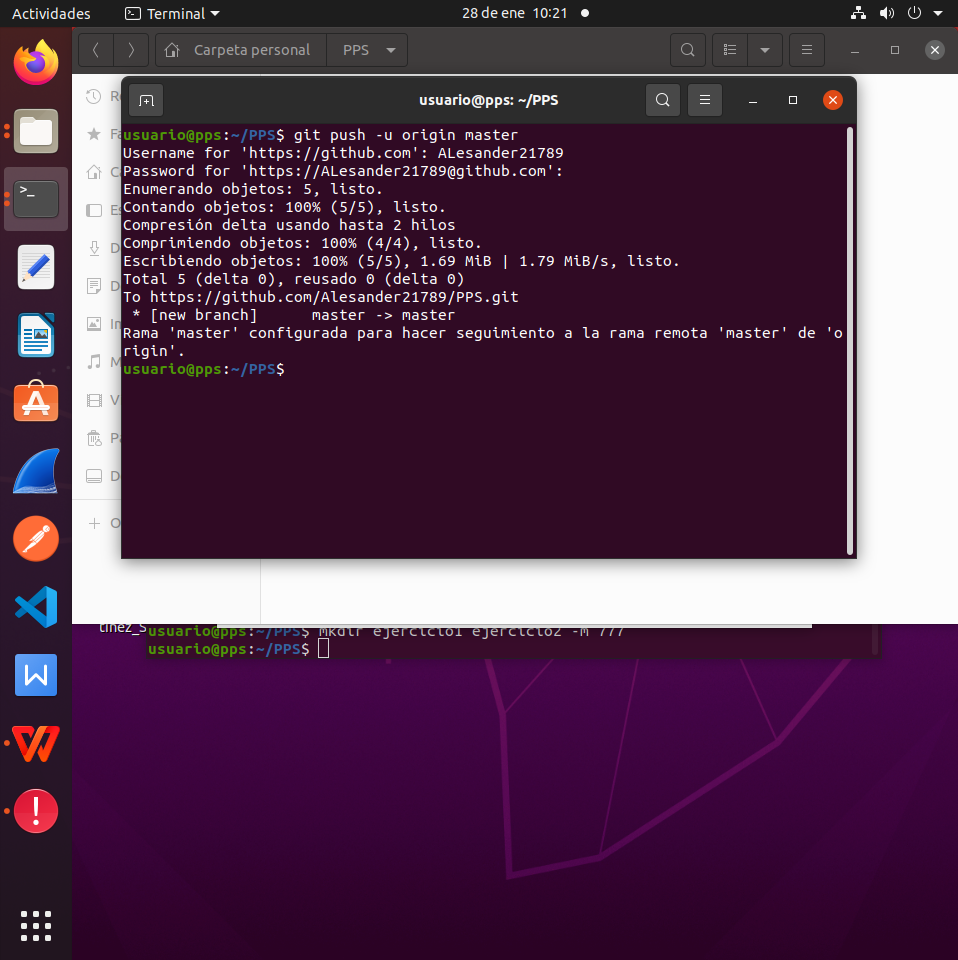 Actividades
Terminal
28 de ene 10:21
Carpeta personal
PPS
usuario@pps: ~/PPS
usuario@pps:~/PPS$ git push -u origin master
Username for 'https://github.com': ALesander21789
Password for 'https://ALesander21789@github.com':
Enumerando objetos: 5, listo.
Contando objetos: 100% (5/5), listo.
Compresión delta usando hasta 2 hilos
Comprimiendo objetos: 100% (4/4), listo.
Escribiendo objetos: 100% (5/5), 1.69 MiB | 1.79 MiB/s, listo.
Total 5 (delta 0), reusado 0 (delta 0)
To https://github.com/Alesander21789/PPS.git
 * [new branch]      master -> master
Rama 'master' configurada para hacer seguimiento a la rama remota 'master' de 'o
rigin'.
usuario@pps:~/PPS$
tinez_S
usuario@pps:~/PPS$ mkdir ejercicio1 ejercicio2 -m 777
usuario@pps:~/PPS$